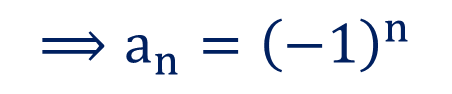 ⟹ aₙ = (−1)ⁿ